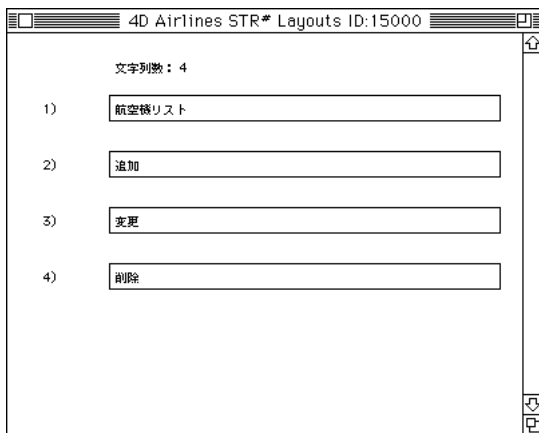 4D Airlines STR# Layouts ID:15000
文字列数： 4
1) 航空機リスト
2) 追加
3) 変更
4) 削除